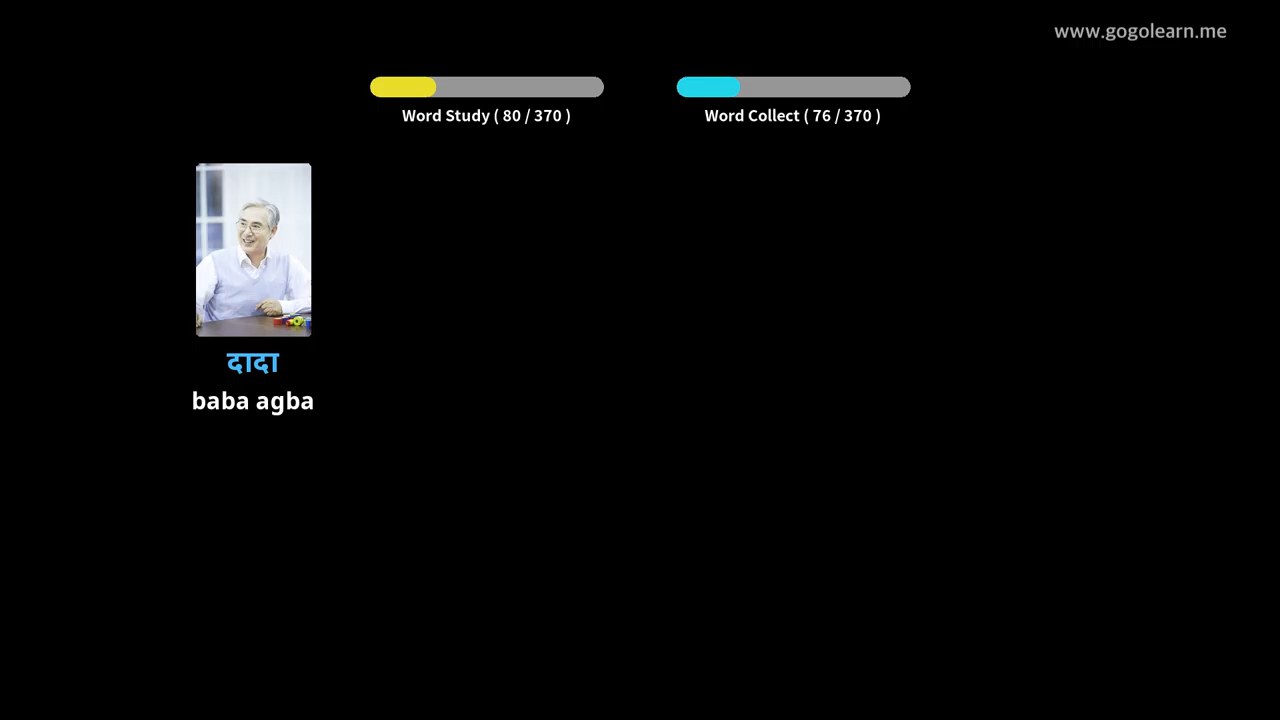 www.gogolearn.me
Word Study ( 80 / 370 )
Word Collect ( 76 / 370 )
दादा
baba agba